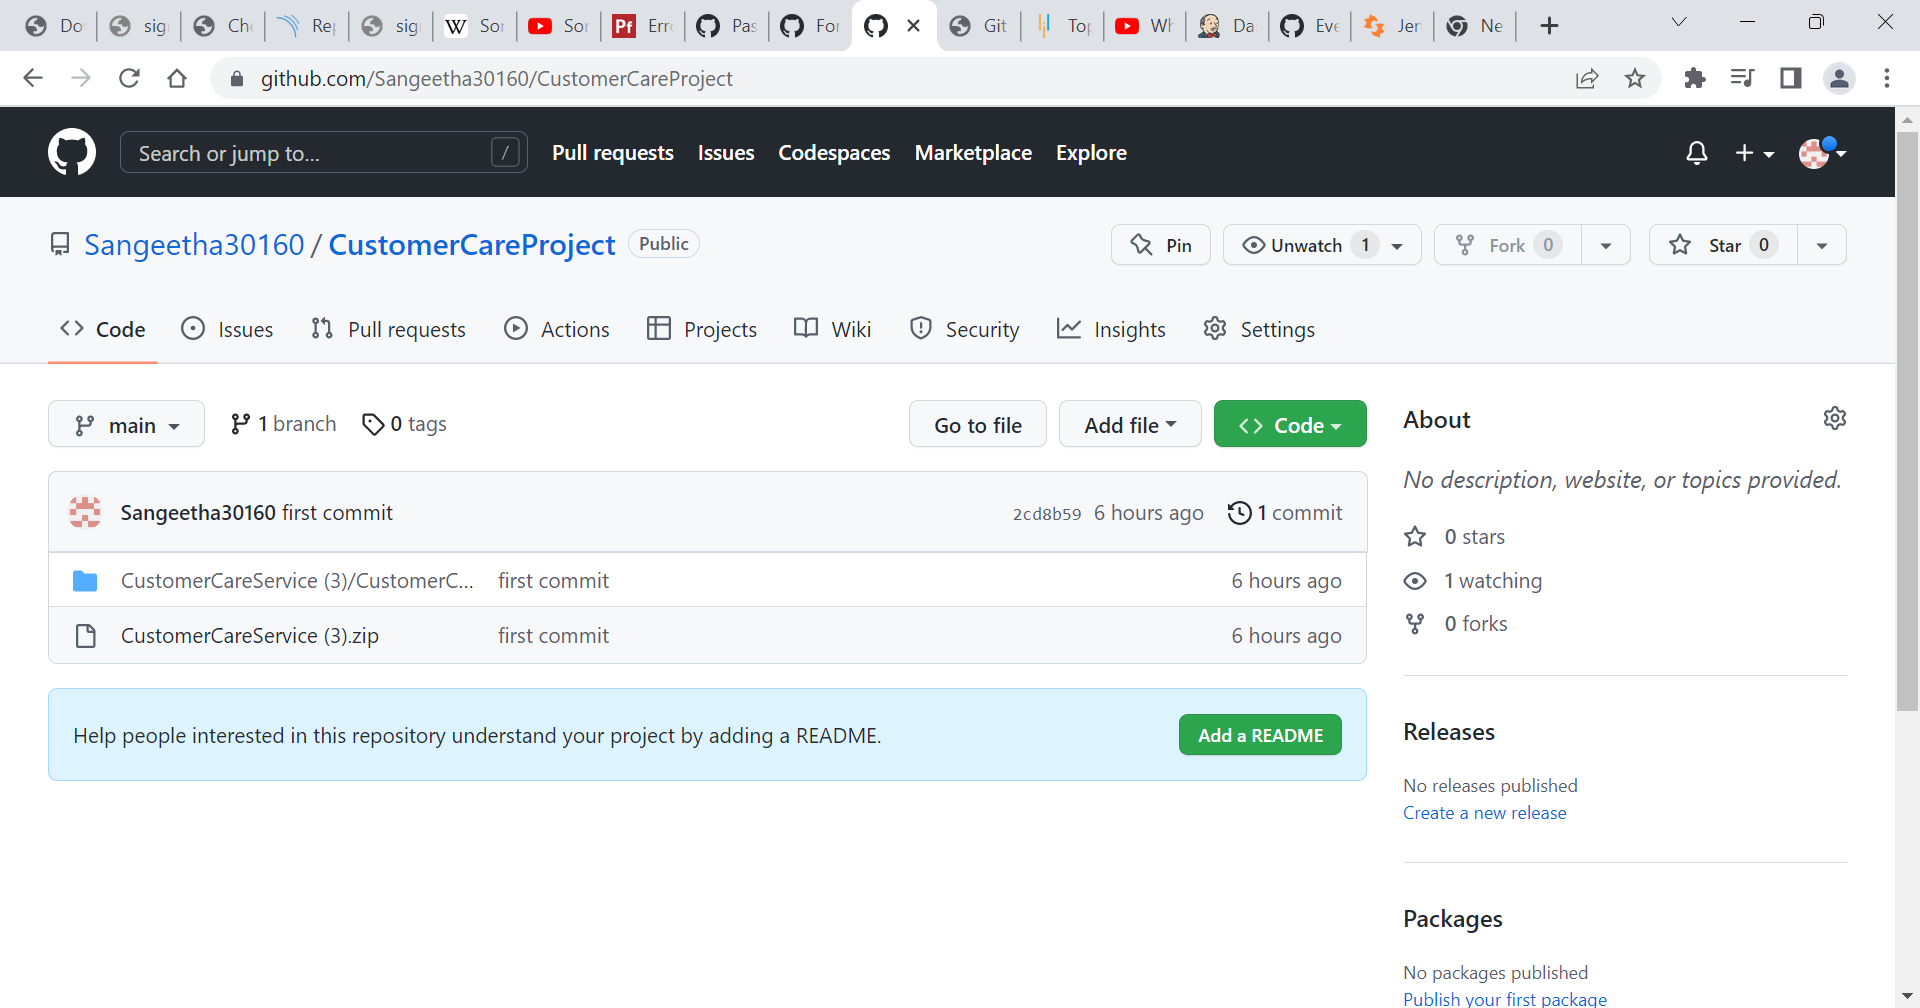 Do sig Che Rep sig W Sor Sor Pf Erro Pas For Git Top Wh Da Eve Jer Ne
github.com/Sangeetha30160/CustomerCareProject
Search or jump to... / Pull requests Issues Codespaces Marketplace Explore
Sangeetha30160 / CustomerCareProject Public Pin Unwatch 1 Fork 0 Star 0
Code Issues Pull requests Actions Projects Wiki Security Insights Settings
main 1 branch 0 tags Go to file Add file Code
Sangeetha30160 first commit 2cd8b59 6 hours ago 1 commit
CustomerCareService (3)/CustomerC... first commit 6 hours ago
CustomerCareService (3).zip first commit 6 hours ago
Help people interested in this repository understand your project by adding a README. Add a README
About
No description, website, or topics provided.
0 stars
1 watching
0 forks
Releases
No releases published
Create a new release
Packages
No packages published
Publish your first package